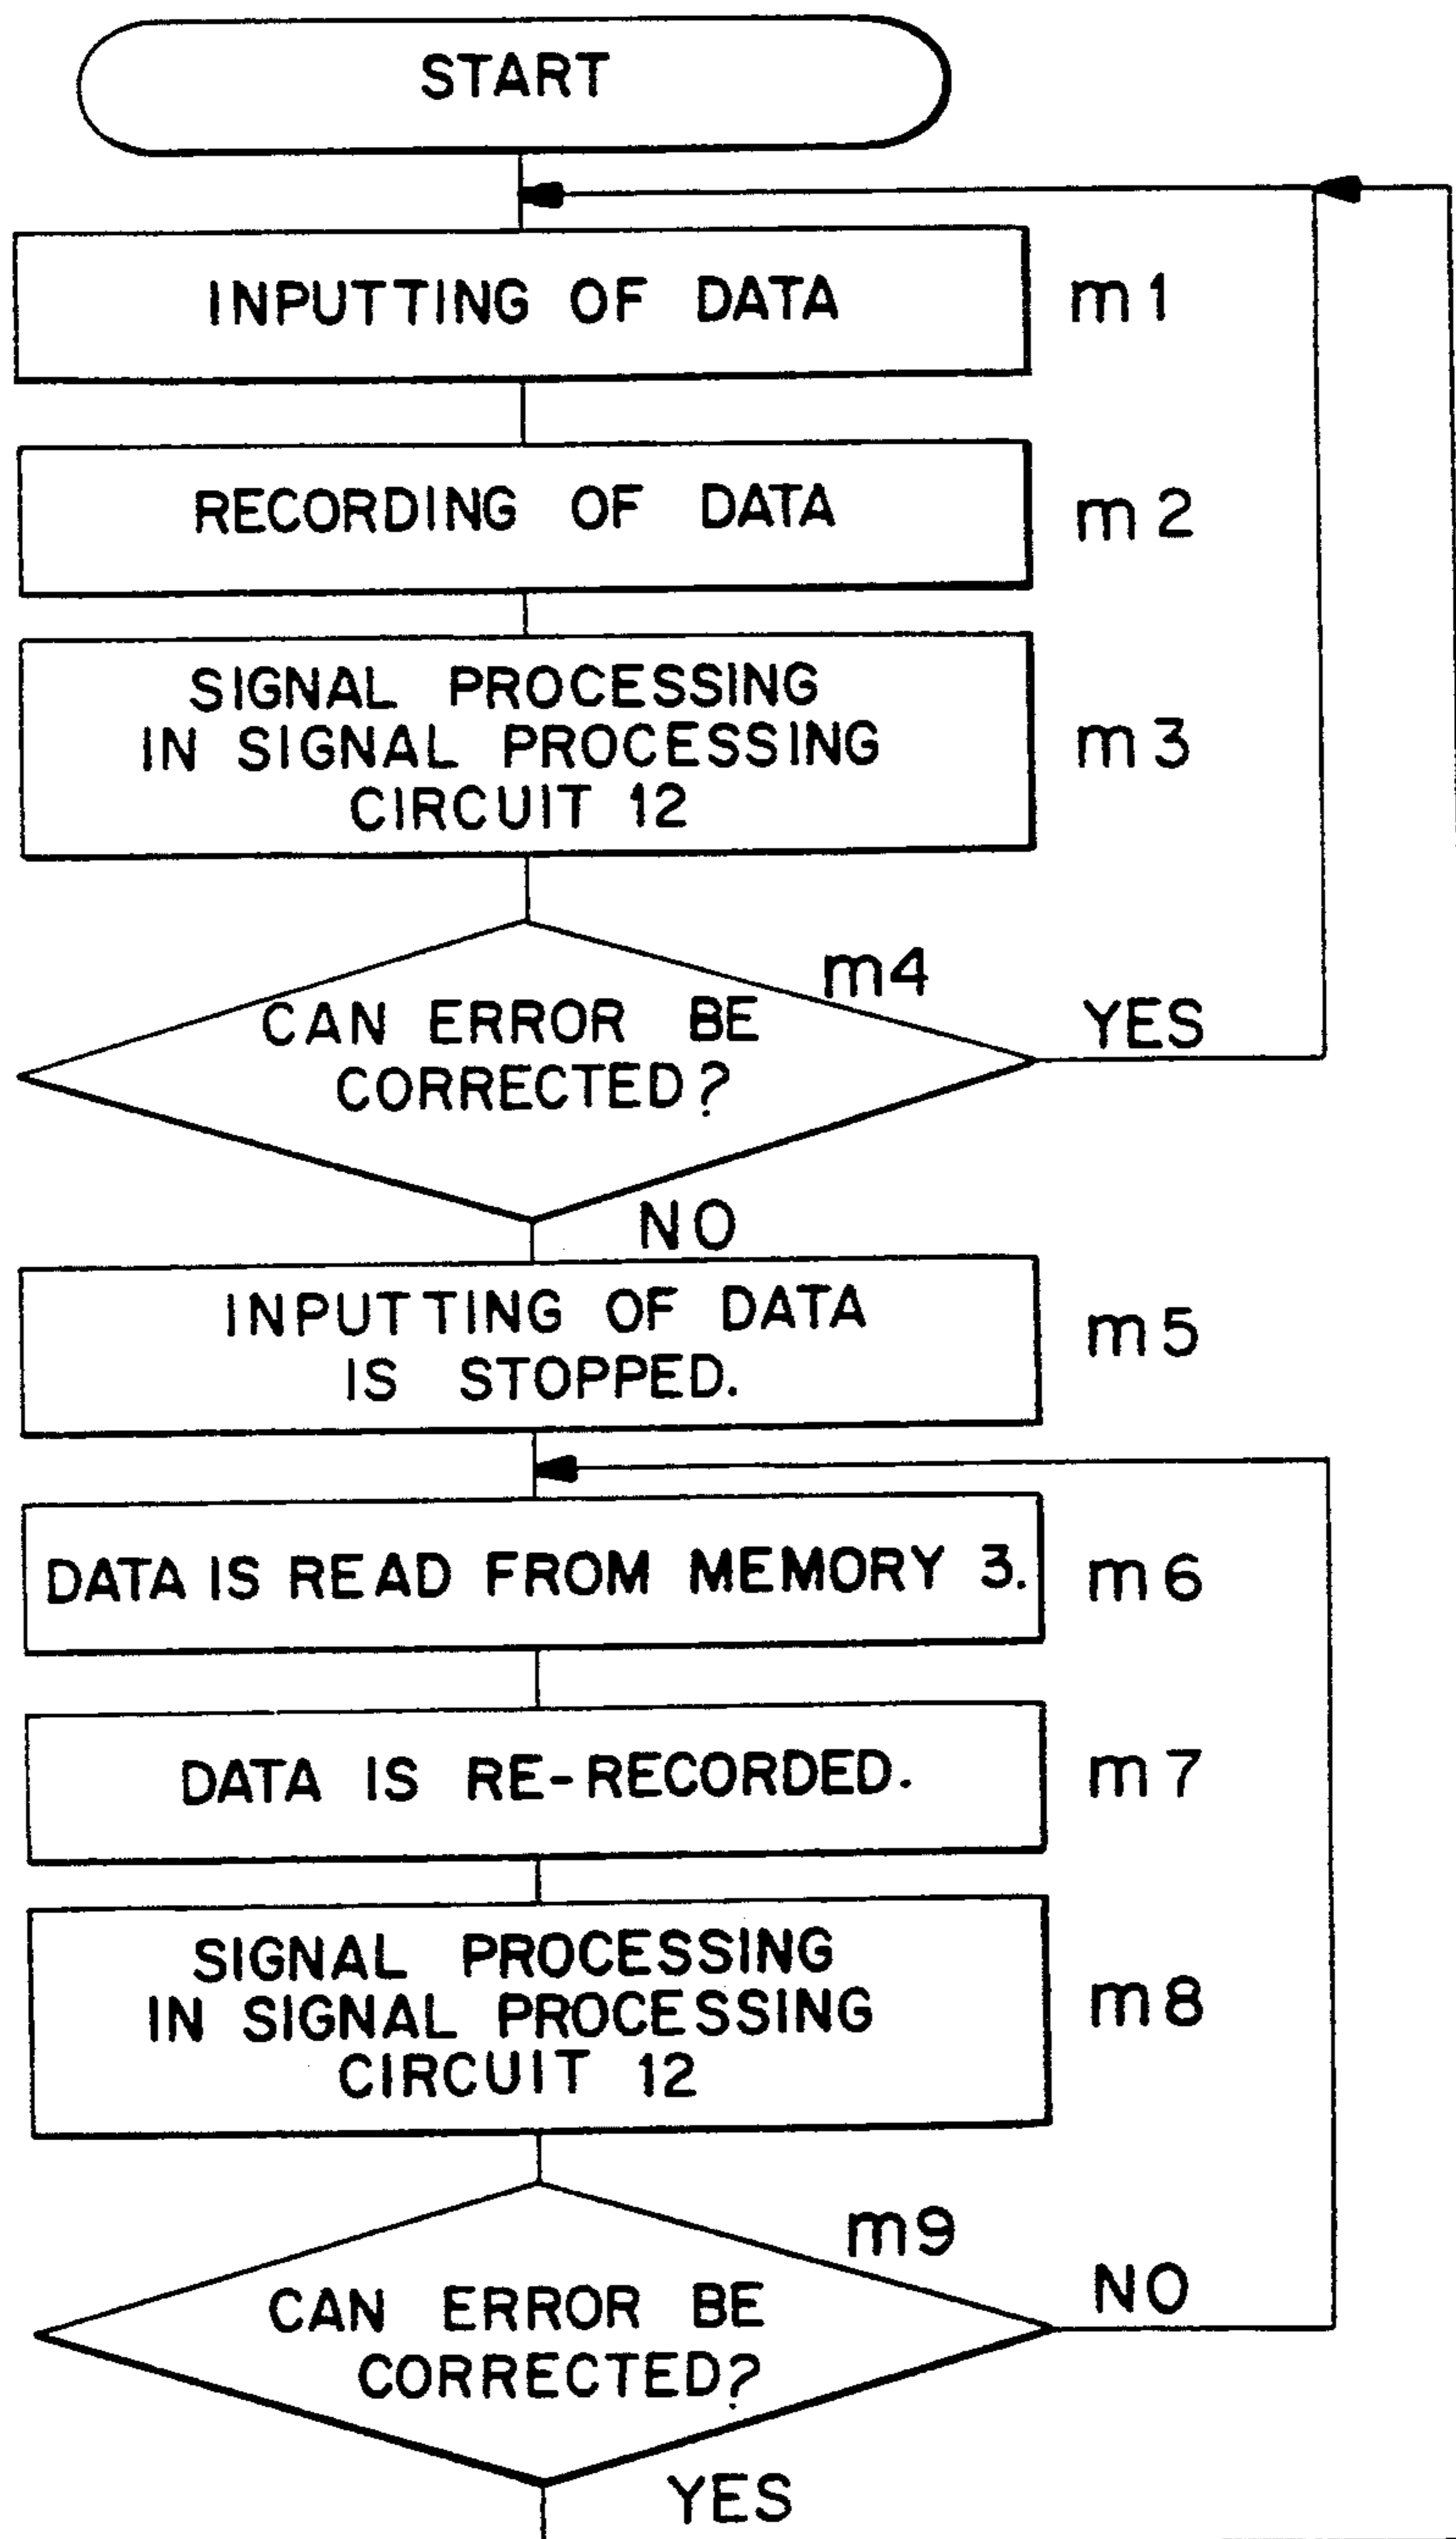 START
INPUTTING OF DATA
m1
RECORDING OF DATA
m2
SIGNAL PROCESSING
IN SIGNAL PROCESSING
CIRCUIT 12
m3
m4
CAN ERROR BE
CORRECTED?
YES
NO
INPUTTING OF DATA
IS STOPPED.
m5
DATA IS READ FROM MEMORY 3.
m6
DATA IS RE-RECORDED.
m7
SIGNAL PROCESSING
IN SIGNAL PROCESSING
CIRCUIT 12
m8
m9
CAN ERROR BE
CORRECTED?
NO
YES